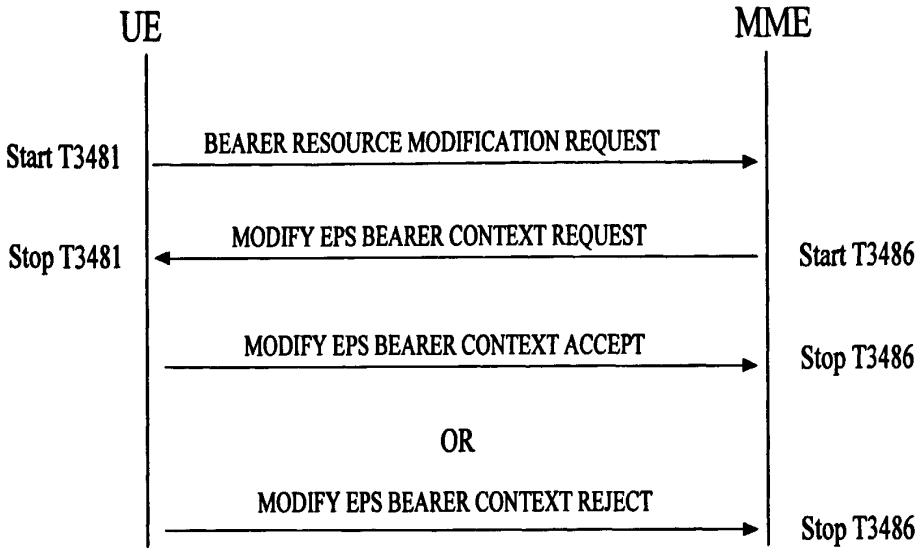 UE
MME
BEARER RESOURCE MODIFICATION REQUEST
Start T3481
MODIFY EPS BEARER CONTEXT REQUEST
Stop T3481
Start T3486
MODIFY EPS BEARER CONTEXT ACCEPT
Stop T3486
OR
MODIFY EPS BEARER CONTEXT REJECT
Stop T3486